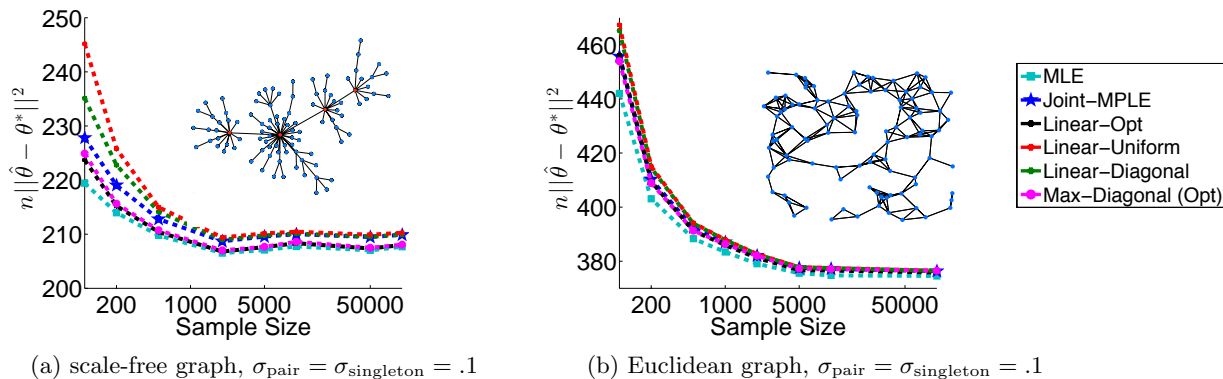 250
240
230
220
210
200
n||θ̂ − θ*||²
200 1000 5000 50000
Sample Size
(a) scale-free graph, σpair = σsingleton = .1
460
440
420
400
380
n||θ̂ − θ*||²
200 1000 5000 50000
Sample Size
(b) Euclidean graph, σpair = σsingleton = .1
MLE
Joint−MPLE
Linear−Opt
Linear−Uniform
Linear−Diagonal
Max−Diagonal (Opt)